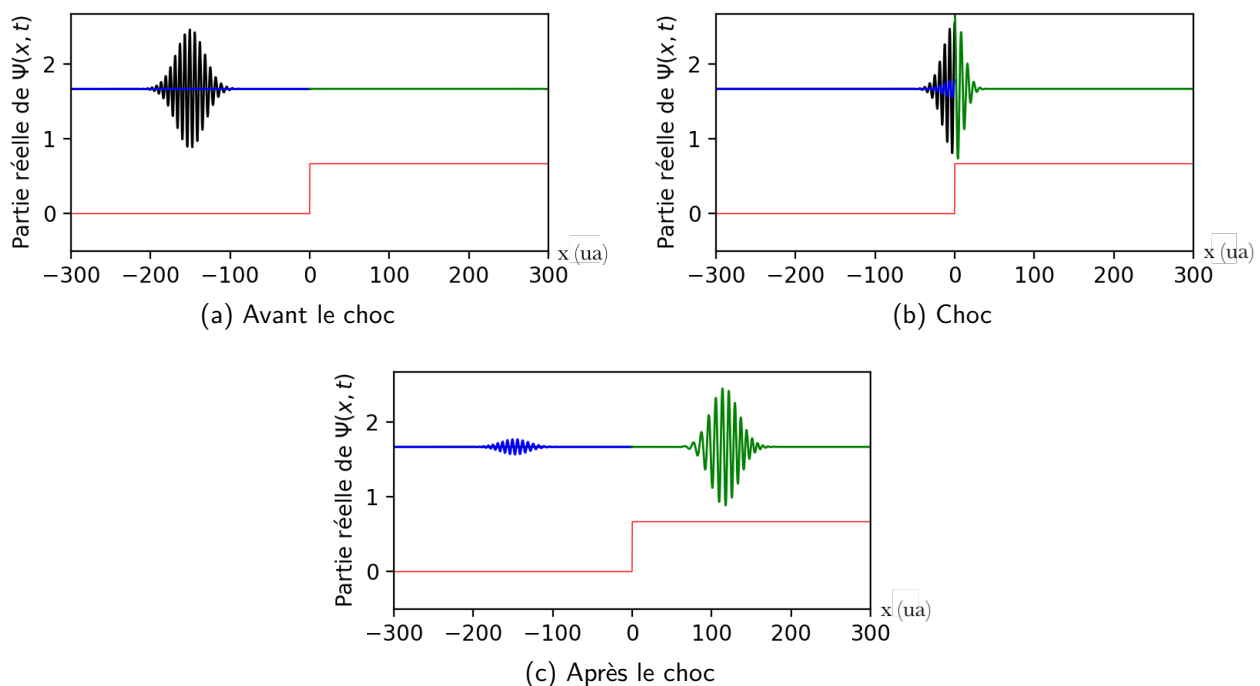 Partie réelle de Ψ(x, t)
2
1
0
−300 −200 −100 0 100 200 300
x (ua)
(a) Avant le choc
Partie réelle de Ψ(x, t)
2
1
0
−300 −200 −100 0 100 200 300
x (ua)
(b) Choc
Partie réelle de Ψ(x, t)
2
1
0
−300 −200 −100 0 100 200 300
x (ua)
(c) Après le choc